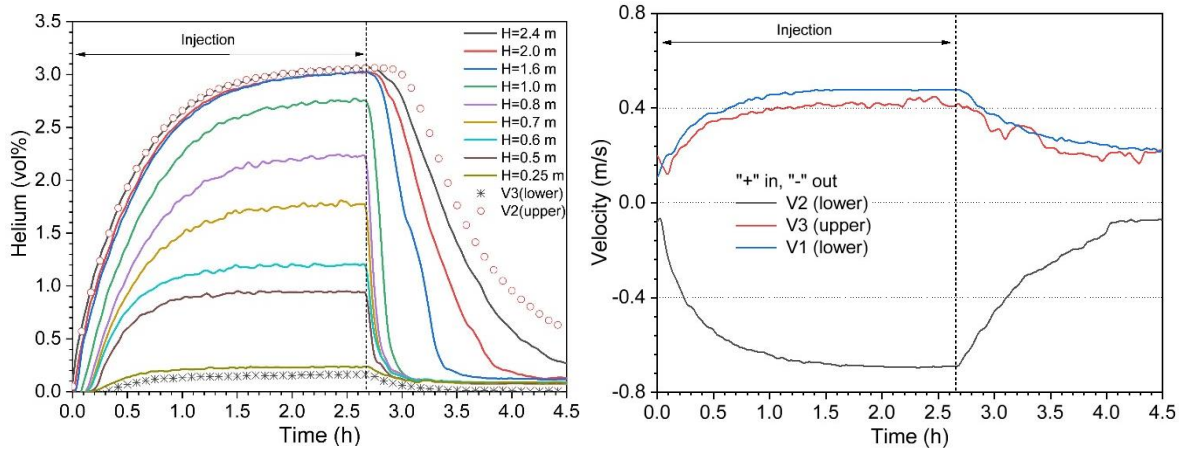 3.5
3.0
2.5
2.0
1.5
1.0
0.5
0.0
Helium (vol%)
Injection
H=2.4 m
H=2.0 m
H=1.6 m
H=1.0 m
H=0.8 m
H=0.7 m
H=0.6 m
H=0.5 m
H=0.25 m
V3(lower)
V2(upper)
0.0 0.5 1.0 1.5 2.0 2.5 3.0 3.5 4.0 4.5
Time (h)
0.8
0.4
0.0
-0.4
-0.8
Velocity (m/s)
Injection
"+" in, "-" out
V2 (lower)
V3 (upper)
V1 (lower)
0.0 0.5 1.0 1.5 2.0 2.5 3.0 3.5 4.0 4.5
Time (h)